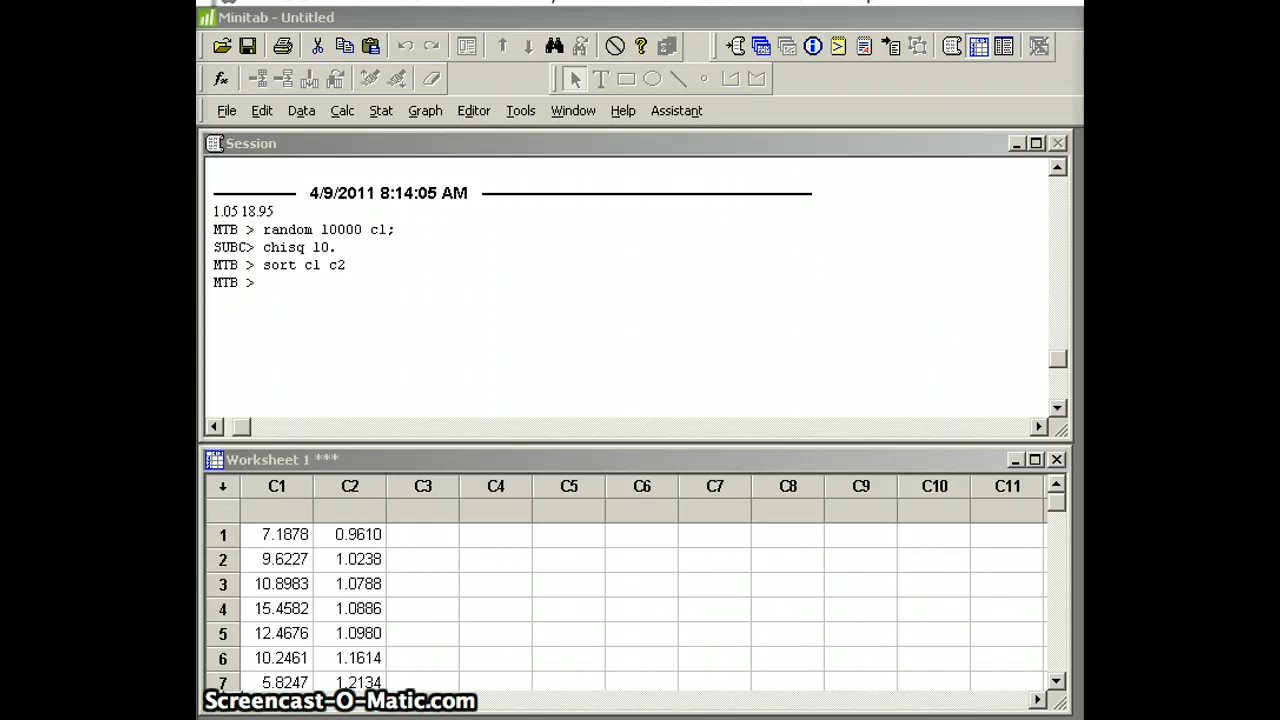 Minitab - Untitled
File Edit Data Calc Stat Graph Editor Tools Window Help Assistant
Session
4/9/2011 8:14:05 AM
1.05 18.95
MTB > random 10000 c1;
SUBC> chisq 10.
MTB > sort c1 c2
MTB >
Worksheet 1 ***
C1 C2 C3 C4 C5 C6 C7 C8 C9 C10 C11
1 7.1878 0.9610
2 9.6227 1.0238
3 10.8983 1.0788
4 15.4582 1.0886
5 12.4676 1.0980
6 10.2461 1.1614
7 5.8247 1.2134
Screencast-O-Matic.com